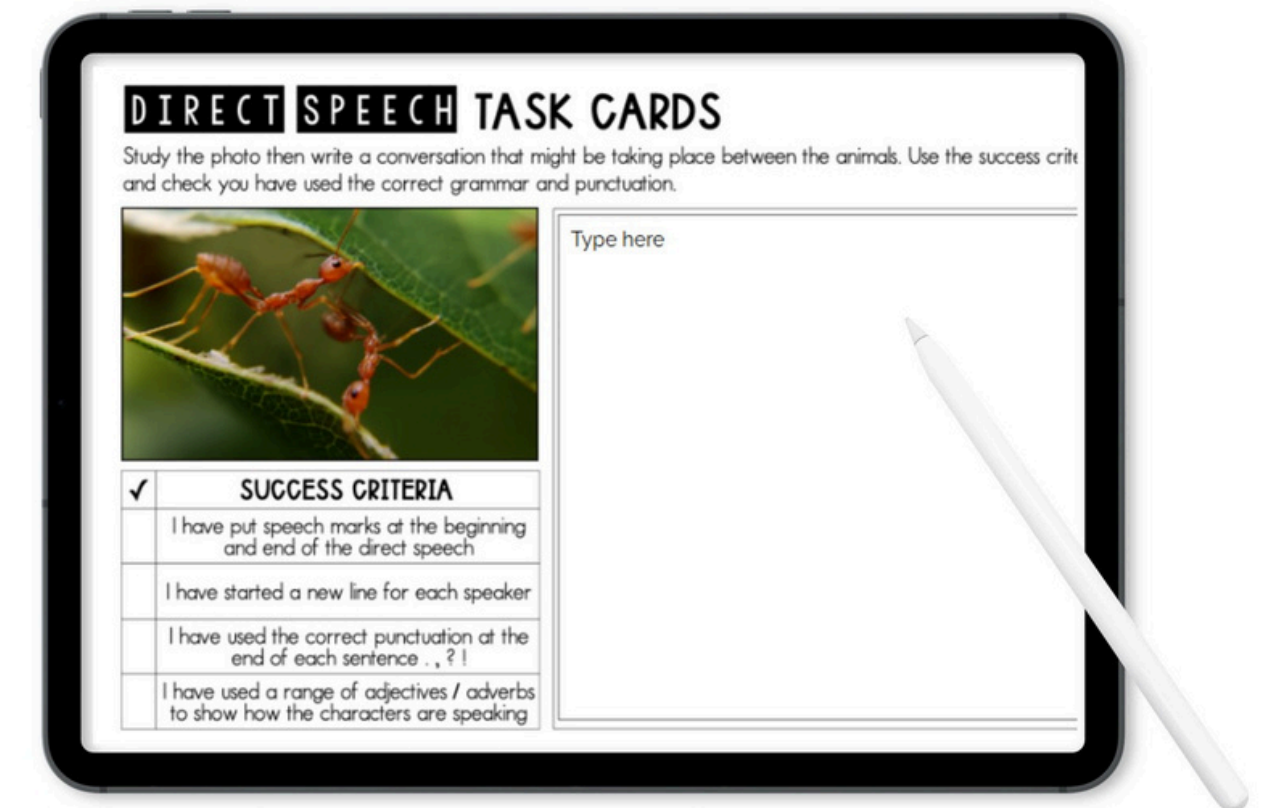 DIRECT SPEECH TASK CARDS
Study the photo then write a conversation that might be taking place between the animals. Use the success
and check you have used the correct grammar and punctuation.
Type here
✓ SUCCESS CRITERIA
I have put speech marks at the beginning
and end of the direct speech
I have started a new line for each speaker
I have used the correct punctuation at the
end of each sentence . , ? !
I have used a range of adjectives / adverbs
to show how the characters are speaking